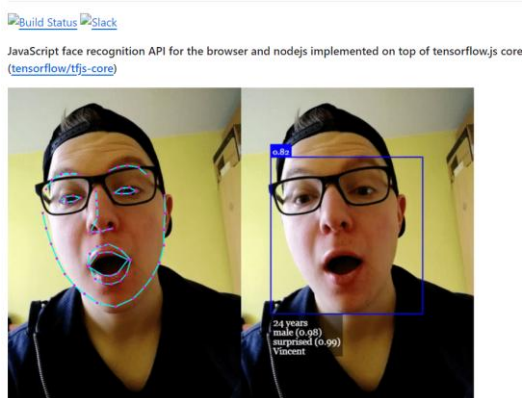 Build Status Slack
JavaScript face recognition API for the browser and nodejs implemented on top of tensorflow.js core
(tensorflow/tfjs-core)
0.82
24 years
male (0.98)
surprised (0.99)
Vincent